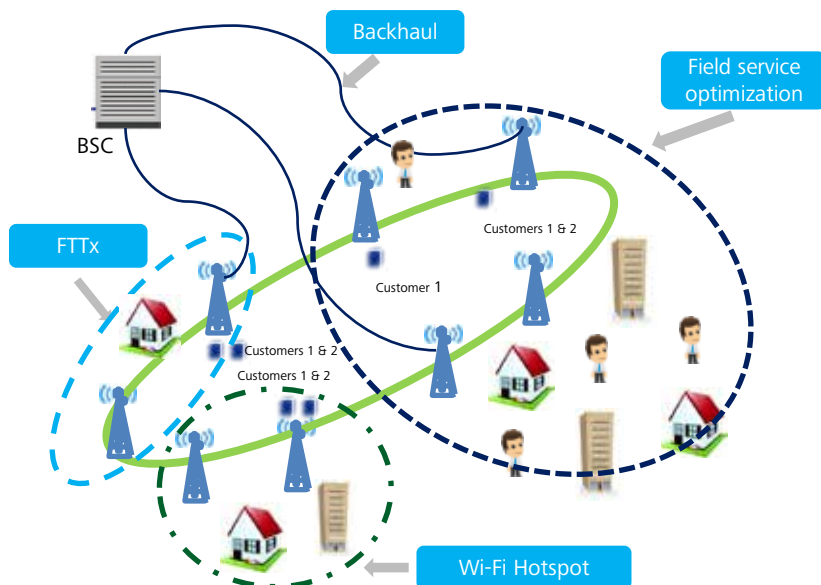 Backhaul
Field service
optimization
BSC
FTTx
Customers 1 & 2
Customer 1
Customers 1 & 2
Customers 1 & 2
Wi-Fi Hotspot